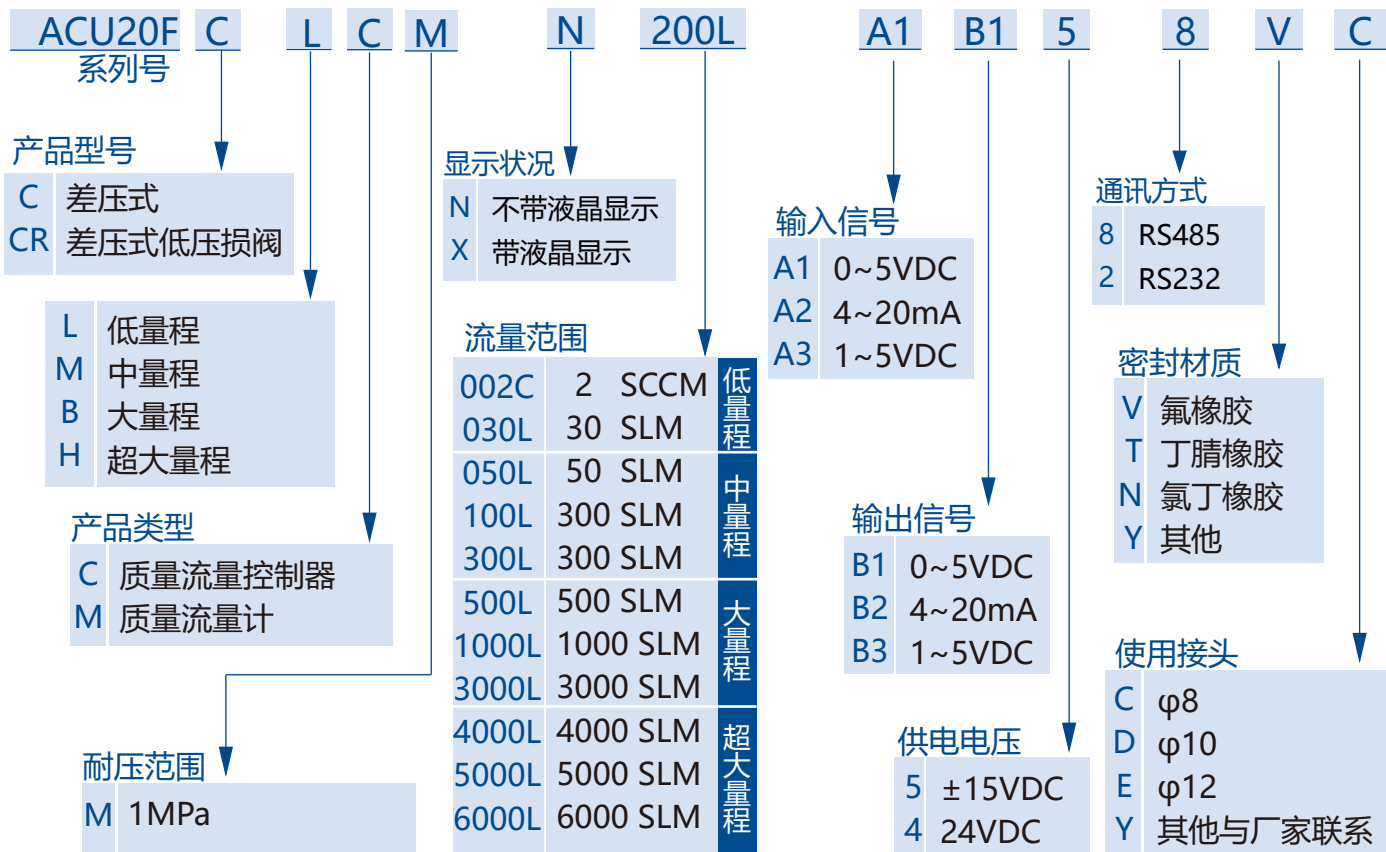 ACU20F C L C M N 200L A1 B1 5 8 V C
系列号
产品型号
C 差压式
CR 差压式低压损阀
L 低量程
M 中量程
B 大量程
H 超大量程
产品类型
C 质量流量控制器
M 质量流量计
耐压范围
M 1MPa
显示状况
N 不带液晶显示
X 带液晶显示
流量范围
002C 2 SCCM
030L 30 SLM
低量程
050L 50 SLM
100L 300 SLM
300L 300 SLM
中量程
500L 500 SLM
1000L 1000 SLM
3000L 3000 SLM
大量程
4000L 4000 SLM
5000L 5000 SLM
6000L 6000 SLM
超大量程
输入信号
A1 0~5VDC
A2 4~20mA
A3 1~5VDC
输出信号
B1 0~5VDC
B2 4~20mA
B3 1~5VDC
供电电压
5 ±15VDC
4 24VDC
通讯方式
8 RS485
2 RS232
密封材质
V 氟橡胶
T 丁腈橡胶
N 氯丁橡胶
Y 其他
使用接头
C φ8
D φ10
E φ12
Y 其他与厂家联系